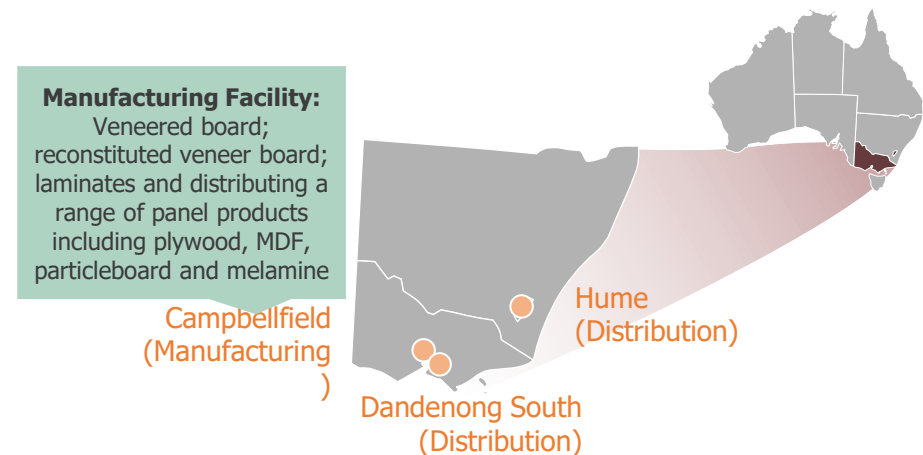 Manufacturing Facility:
Veneered board;
reconstituted veneer board;
laminates and distributing a
range of panel products
including plywood, MDF,
particleboard and melamine
Campbellfield
(Manufacturing
)
Hume
(Distribution)
Dandenong South
(Distribution)